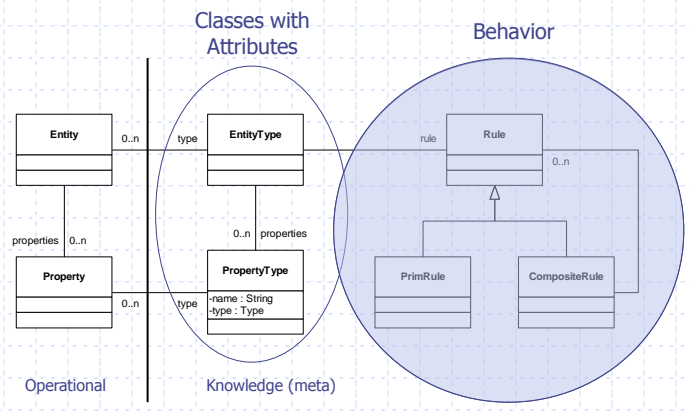 Classes with
Attributes
Behavior
Entity
0..n
type
EntityType
rule
Rule
0..n
properties
0..n
0..n
properties
Property
0..n
type
PropertyType
-name : String
-type : Type
PrimRule
CompositeRule
Operational
Knowledge (meta)